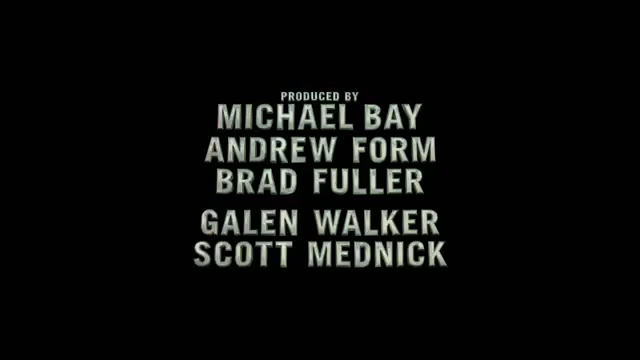 PRODUCED BY
MICHAEL BAY
ANDREW FORM
BRAD FULLER
GALEN WALKER
SCOTT MEDNICK